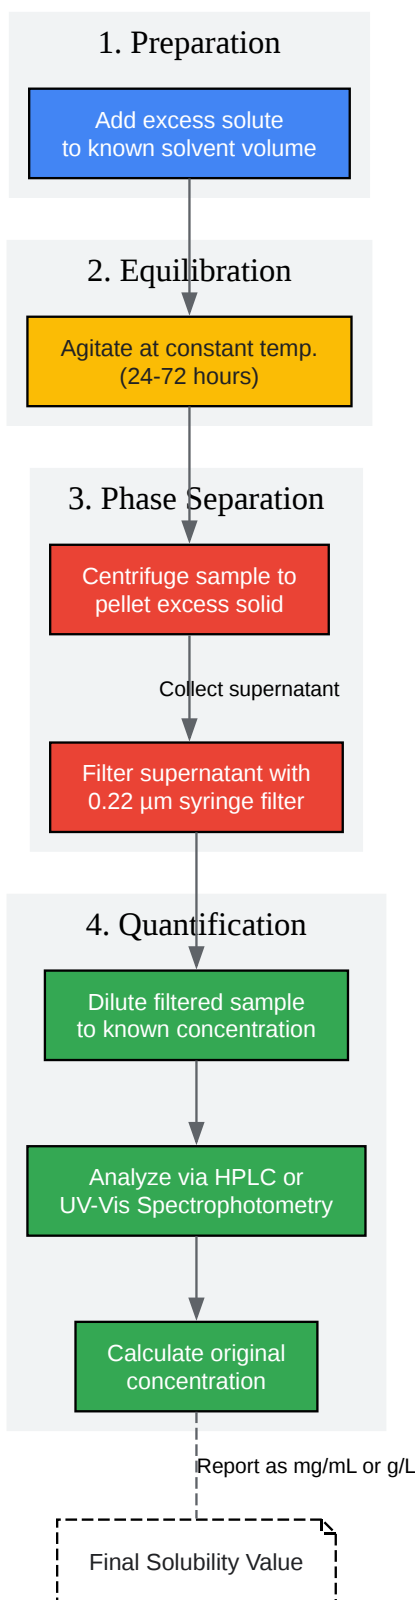 1. Preparation
Add excess solute
to known solvent volume
2. Equilibration
Agitate at constant temp.
(24-72 hours)
3. Phase Separation
Centrifuge sample to
pellet excess solid
Collect supernatant
Filter supernatant with
0.22 µm syringe filter
4. Quantification
Dilute filtered sample
to known concentration
Analyze via HPLC or
UV-Vis Spectrophotometry
Calculate original
concentration
Report as mg/mL or g/L
Final Solubility Value